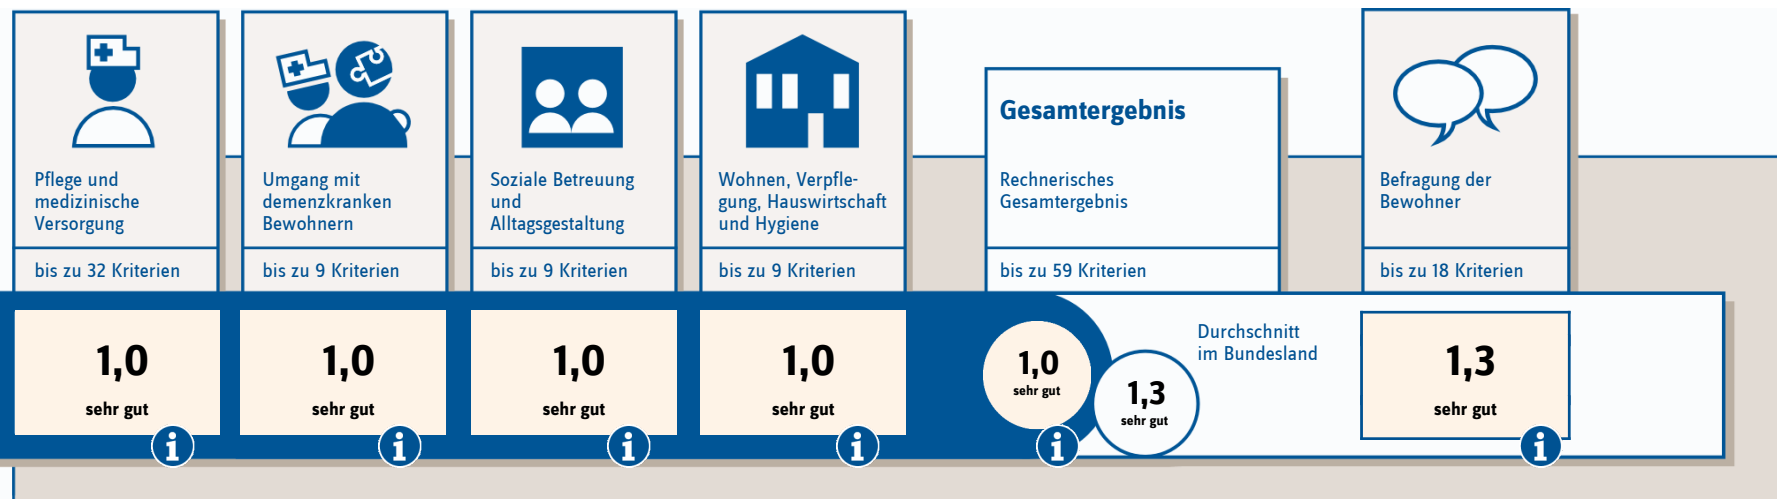 Pflege und
medizinische
Versorgung
bis zu 32 Kriterien
1,0
sehr gut
i
Umgang mit
demenzkranken
Bewohnern
bis zu 9 Kriterien
1,0
sehr gut
i
Soziale Betreuung
und
Alltagsgestaltung
bis zu 9 Kriterien
1,0
sehr gut
i
Wohnen, Verpfle-
gung, Hauswirtschaft
und Hygiene
bis zu 9 Kriterien
1,0
sehr gut
i
Gesamtergebnis
Rechnerisches
Gesamtergebnis
bis zu 59 Kriterien
1,0
sehr gut
i
Durchschnitt
im Bundesland
1,3
sehr gut
Befragung der
Bewohner
bis zu 18 Kriterien
1,3
sehr gut
i